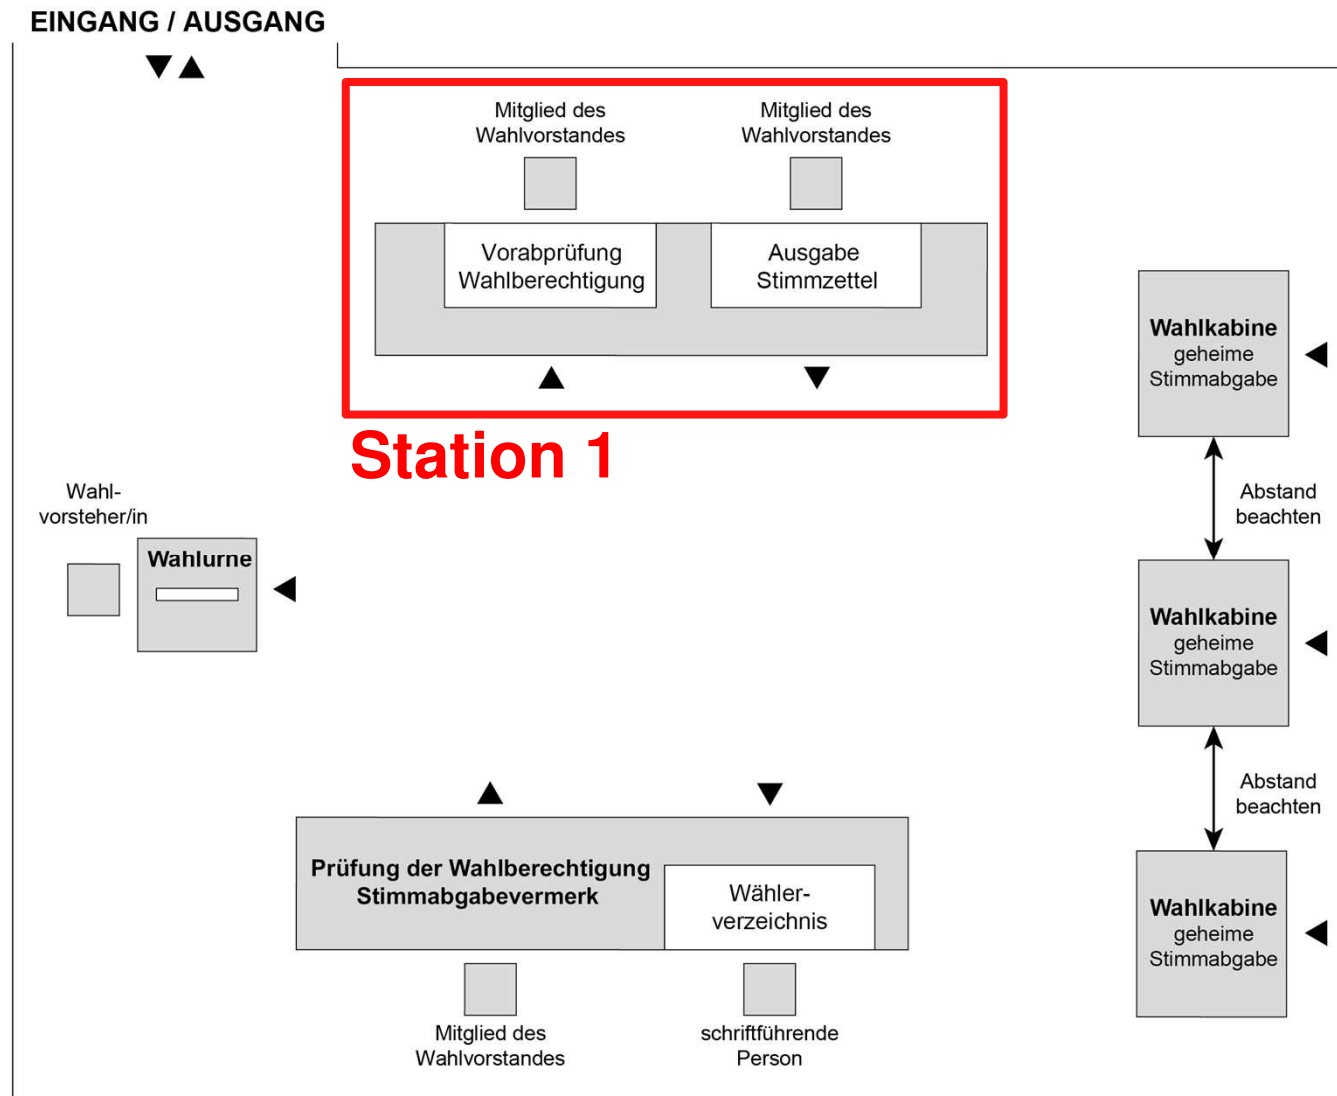 EINGANG / AUSGANG
Mitglied des
Wahlvorstandes
Mitglied des
Wahlvorstandes
Vorabprüfung
Wahlberechtigung
Ausgabe
Stimmzettel
Station 1
Wahlkabine
geheime
Stimmabgabe
Abstand
beachten
Wahl-
vorsteher/in
Wahlurne
Wahlkabine
geheime
Stimmabgabe
Abstand
beachten
Prüfung der Wahlberechtigung
Stimmabgabevermerk
Wähler-
verzeichnis
Wahlkabine
geheime
Stimmabgabe
Mitglied des
Wahlvorstandes
schriftführende
Person